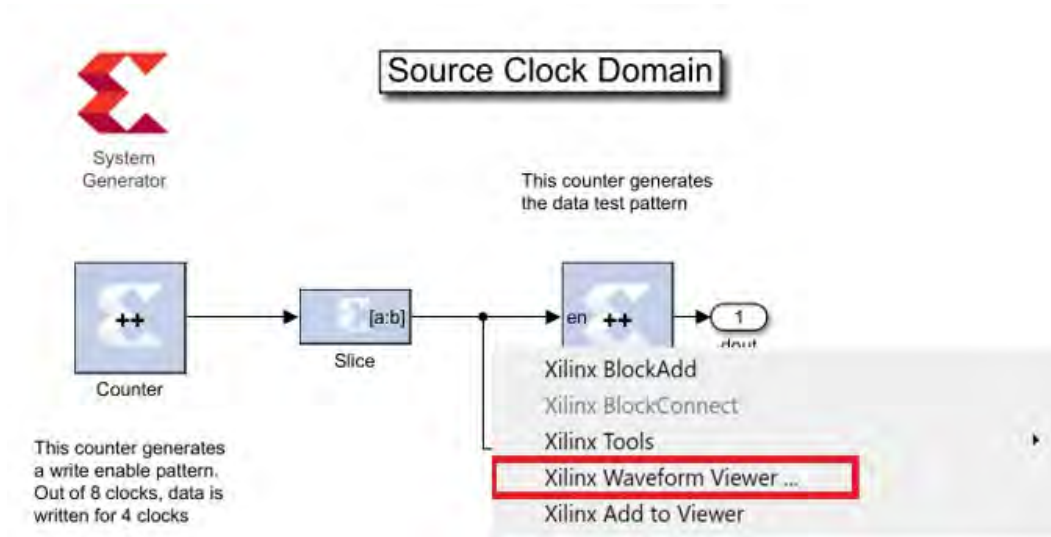 Source Clock Domain
System
Generator
This counter generates
the data test pattern
++
[a:b]
en ++
1
dout
Slice
Counter
Xilinx BlockAdd
Xilinx BlockConnect
Xilinx Tools
Xilinx Waveform Viewer ...
Xilinx Add to Viewer
This counter generates
a write enable pattern.
Out of 8 clocks, data is
written for 4 clocks